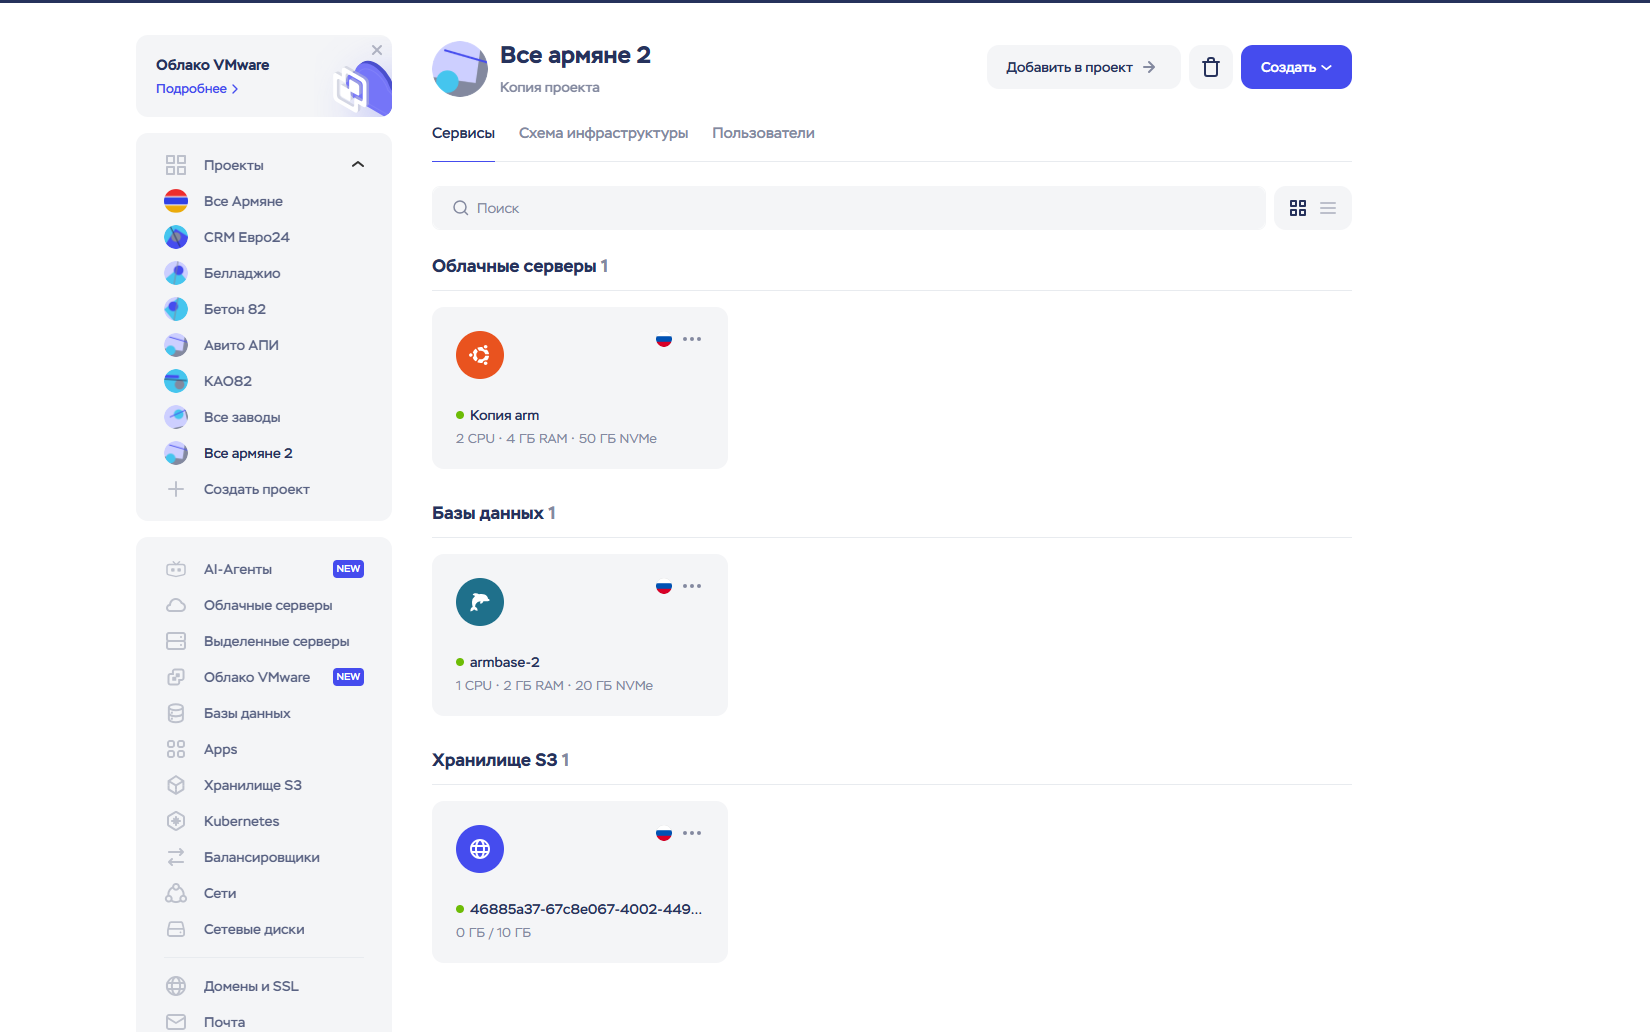 Облако VMware
Подробнее
Проекты
Все Армяне
CRM Евро24
Белладжио
Бетон 82
Авито АПИ
КАО82
Все заводы
Все армяне 2
Создать проект
AI-Агенты NEW
Облачные серверы
Выделенные серверы
Облако VMware NEW
Базы данных
Apps
Хранилище S3
Kubernetes
Балансировщики
Сети
Сетевые диски
Домены и SSL
Почта
Все армяне 2
Копия проекта
Добавить в проект
Создать
Сервисы Схема инфраструктуры Пользователи
Поиск
Облачные серверы 1
Копия arm
2 CPU · 4 ГБ RAM · 50 ГБ NVMe
Базы данных 1
armbase-2
1 CPU · 2 ГБ RAM · 20 ГБ NVMe
Хранилище S3 1
46885a37-67c8e067-4002-449...
0 ГБ / 10 ГБ